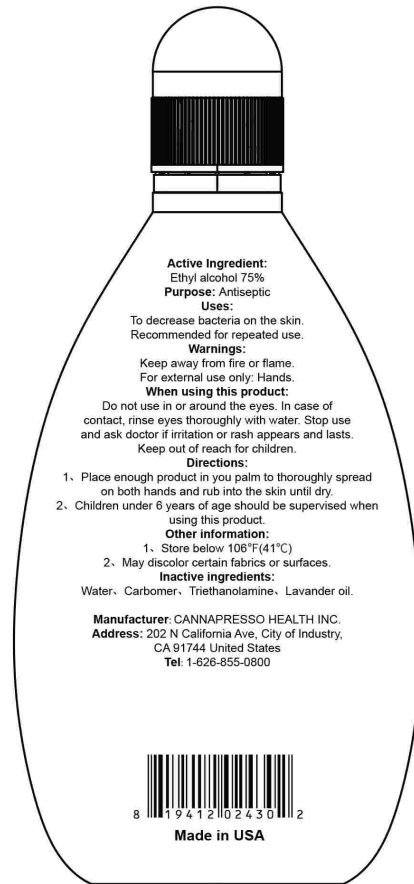 Active Ingredient:
Ethyl alcohol 75%
Purpose: Antiseptic
Uses:
To decrease bacteria on the skin.
Recommended for repeated use.
Warnings:
Keep away from fire or flame.
For external use only: Hands.
When using this product:
Do not use in or around the eyes. In case of
contact, rinse eyes thoroughly with water. Stop use
and ask doctor if irritation or rash appears and lasts.
Keep out of reach for children.
Directions:
1、Place enough product in you palm to thoroughly spread
on both hands and rub into the skin until dry.
2、Children under 6 years of age should be supervised when
using this product.
Other information:
1、Store below 106℉(41℃)
2、May discolor certain fabrics or surfaces.
Inactive ingredients:
Water、Carbomer、Triethanolamine、Lavander oil.
Manufacturer: CANNAPRESSO HEALTH INC.
Address: 202 N California Ave, City of Industry,
CA 91744 United States
Tel: 1-626-855-0800
8 19412 02430 2
Made in USA